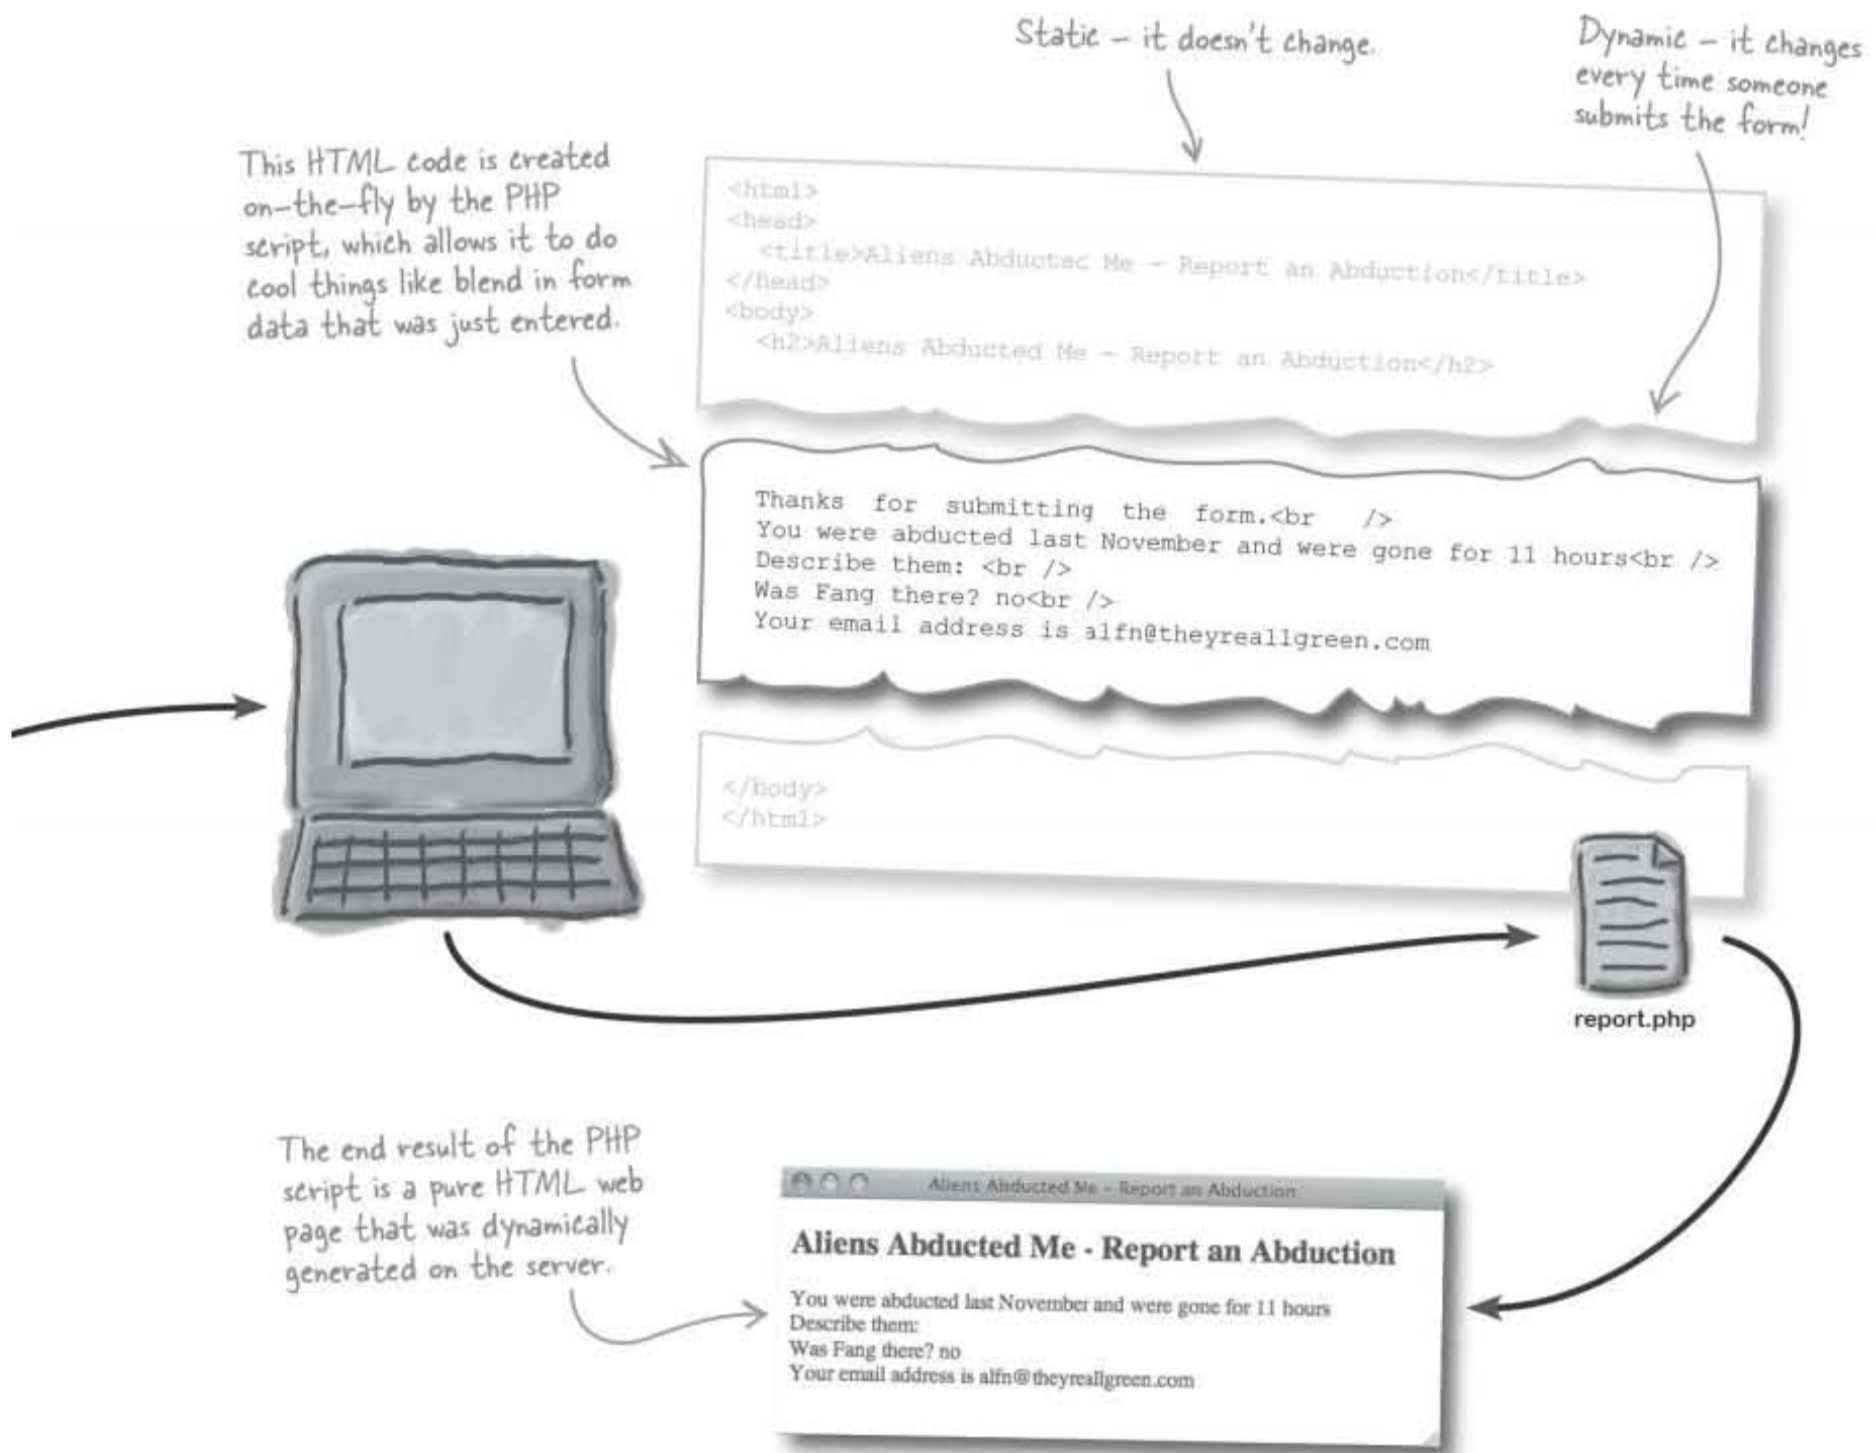 Static – it doesn't change.
Dynamic – it changes
every time someone
submits the form!
This HTML code is created
on-the-fly by the PHP
script, which allows it to do
cool things like blend in form
data that was just entered.
<html>
<head>
<title>Aliens Abducted Me - Report an Abduction</title>
</head>
<body>
<h2>Aliens Abducted Me - Report an Abduction</h2>
Thanks for submitting the form.<br />
You were abducted last November and were gone for 11 hours<br />
Describe them: <br />
Was Fang there? no<br />
Your email address is alfn@theyreallgreen.com
</body>
</html>
report.php
The end result of the PHP
script is a pure HTML web
page that was dynamically
generated on the server.
Aliens Abducted Me - Report an Abduction
Aliens Abducted Me - Report an Abduction
You were abducted last November and were gone for 11 hours
Describe them:
Was Fang there? no
Your email address is alfn@theyreallgreen.com